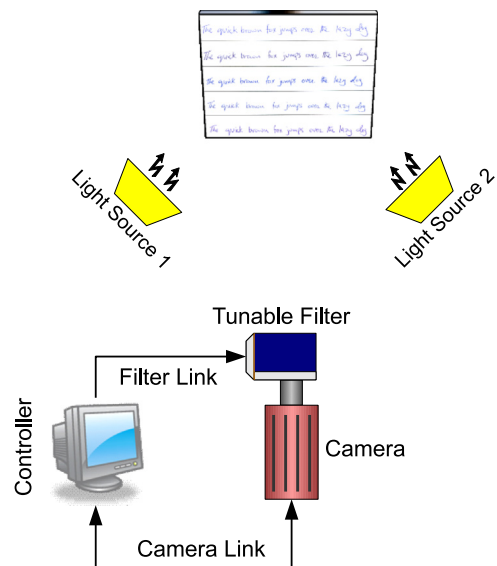 The quick brown fox jumps over the lazy dog
The quick brown fox jumps over the lazy dog
The quick brown fox jumps over the lazy dog
The quick brown fox jumps over the lazy dog
The quick brown fox jumps over the lazy dog
Light Source 1
Light Source 2
Tunable Filter
Filter Link
Controller
Camera
Camera Link